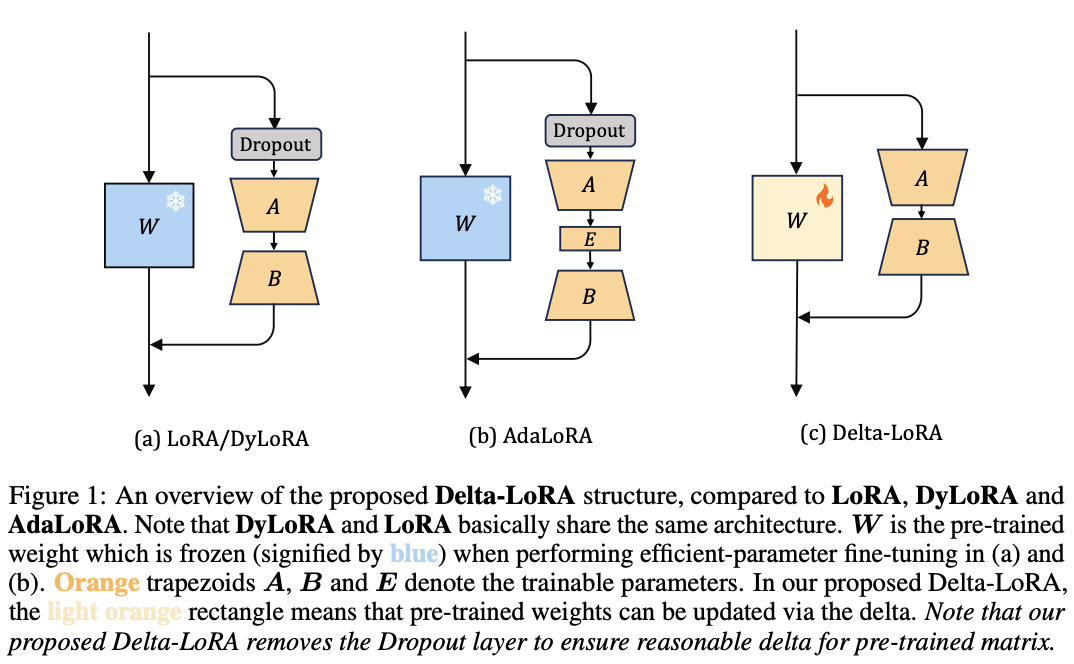 Dropout
W
A
B
(a) LoRA/DyLoRA
Dropout
W
A
E
B
(b) AdaLoRA
W
A
B
(c) Delta-LoRA
Figure 1: An overview of the proposed Delta-LoRA structure, compared to LoRA, DyLoRA and
AdaLoRA. Note that DyLoRA and LoRA basically share the same architecture. W is the pre-trained
weight which is frozen (signified by blue) when performing efficient-parameter fine-tuning in (a) and
(b). Orange trapezoids A, B and E denote the trainable parameters. In our proposed Delta-LoRA,
the light orange rectangle means that pre-trained weights can be updated via the delta. Note that our
proposed Delta-LoRA removes the Dropout layer to ensure reasonable delta for pre-trained matrix.